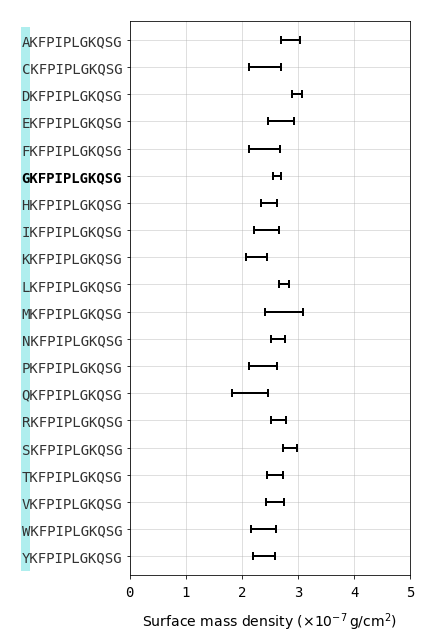 AKFPIPLGKQSG
CKFPIPLGKQSG
DKFPIPLGKQSG
EKFPIPLGKQSG
FKFPIPLGKQSG
GKFPIPLGKQSG
HKFPIPLGKQSG
IKFPIPLGKQSG
KKFPIPLGKQSG
LKFPIPLGKQSG
MKFPIPLGKQSG
NKFPIPLGKQSG
PKFPIPLGKQSG
QKFPIPLGKQSG
RKFPIPLGKQSG
SKFPIPLGKQSG
TKFPIPLGKQSG
VKFPIPLGKQSG
WKFPIPLGKQSG
YKFPIPLGKQSG
0 1 2 3 4 5
Surface mass density (×10⁻⁷ g/cm²)